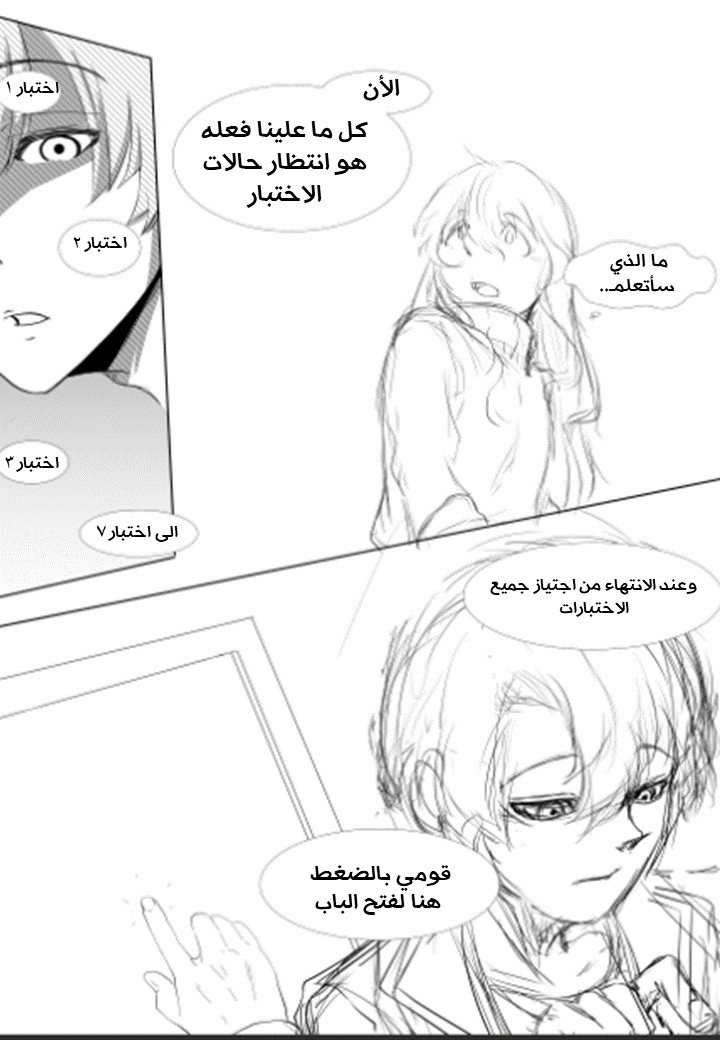 الأن
كل ما علينا فعله
هو انتظار حالات
الاختبار
ما الذي
سأتعلمـ..
اختبار ١
اختبار ٢
اختبار ٣
الى اختبار ٧
وعند الانتهاء من اجتياز جميع
الاختبارات
قومي بالضغط
هنا لفتح الباب